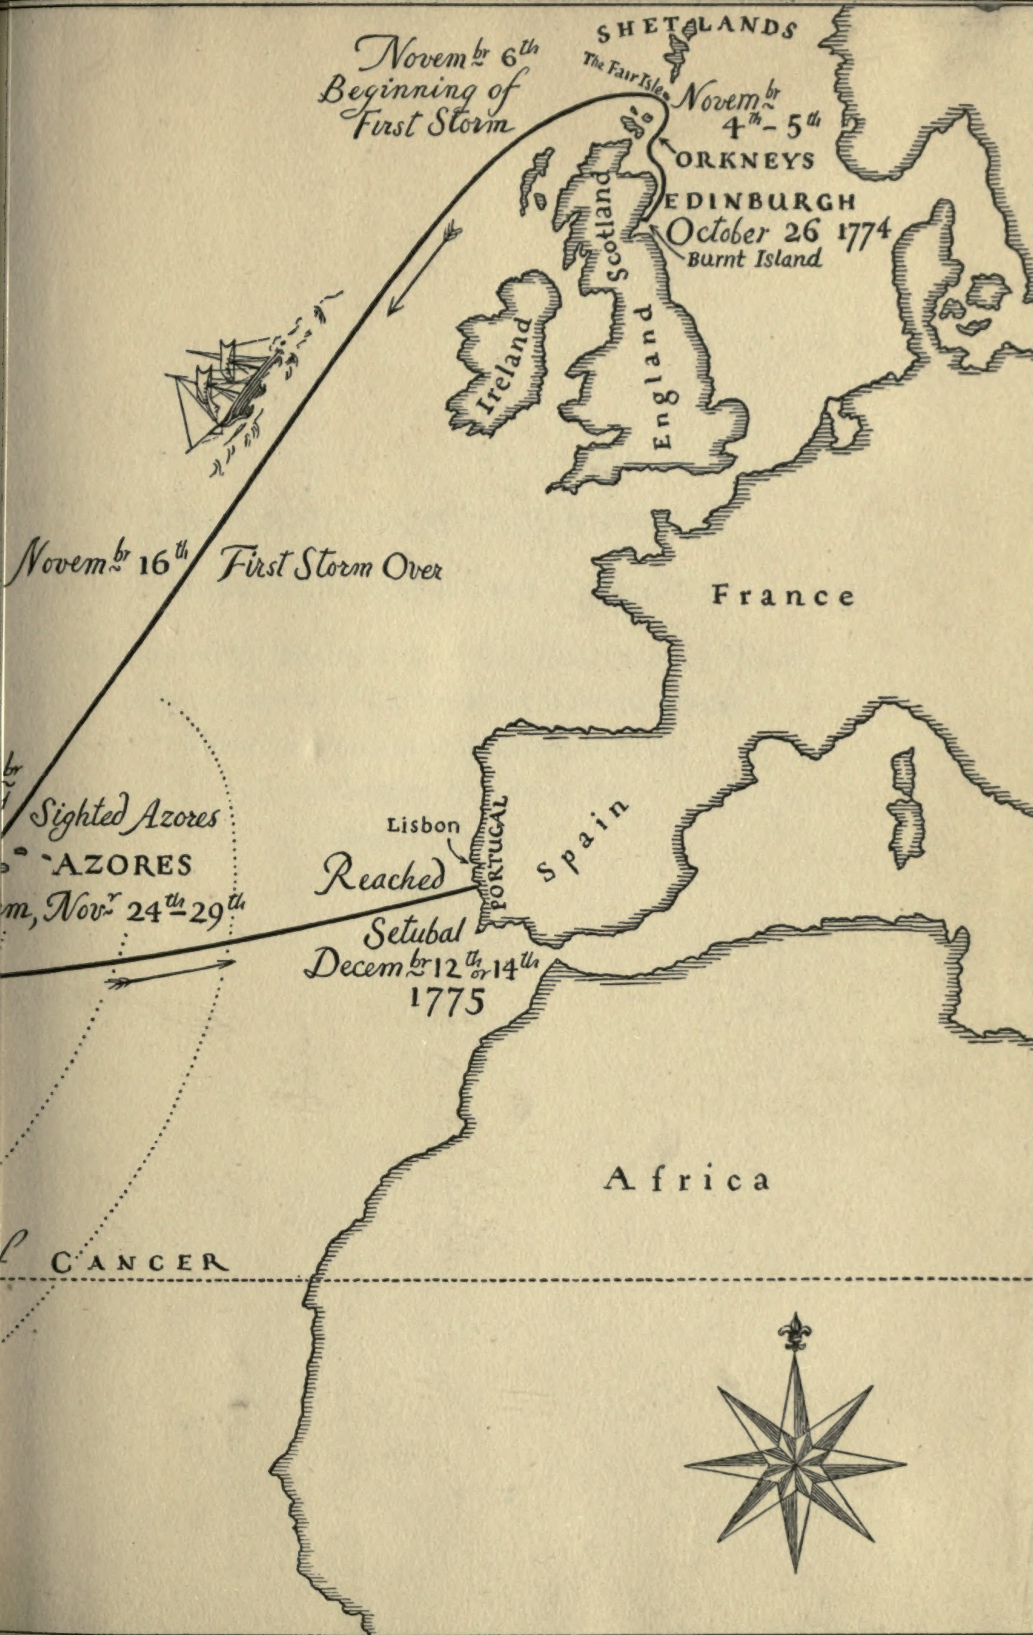 SHETLANDS
The Fair Isle
Novembr 6th
Beginning of
First Storm
Novembr
4th - 5th
ORKNEYS
EDINBURGH
October 26 1774
Burnt Island
Scotland
Ireland
England
Novembr 16th First Storm Over
France
br
Sighted Azores
AZORES
m, Novr 24th-29th
Lisbon
PORTUGAL
Spain
Reached
Setubal
Decembr 12th or 14th
1775
Africa
CANCER